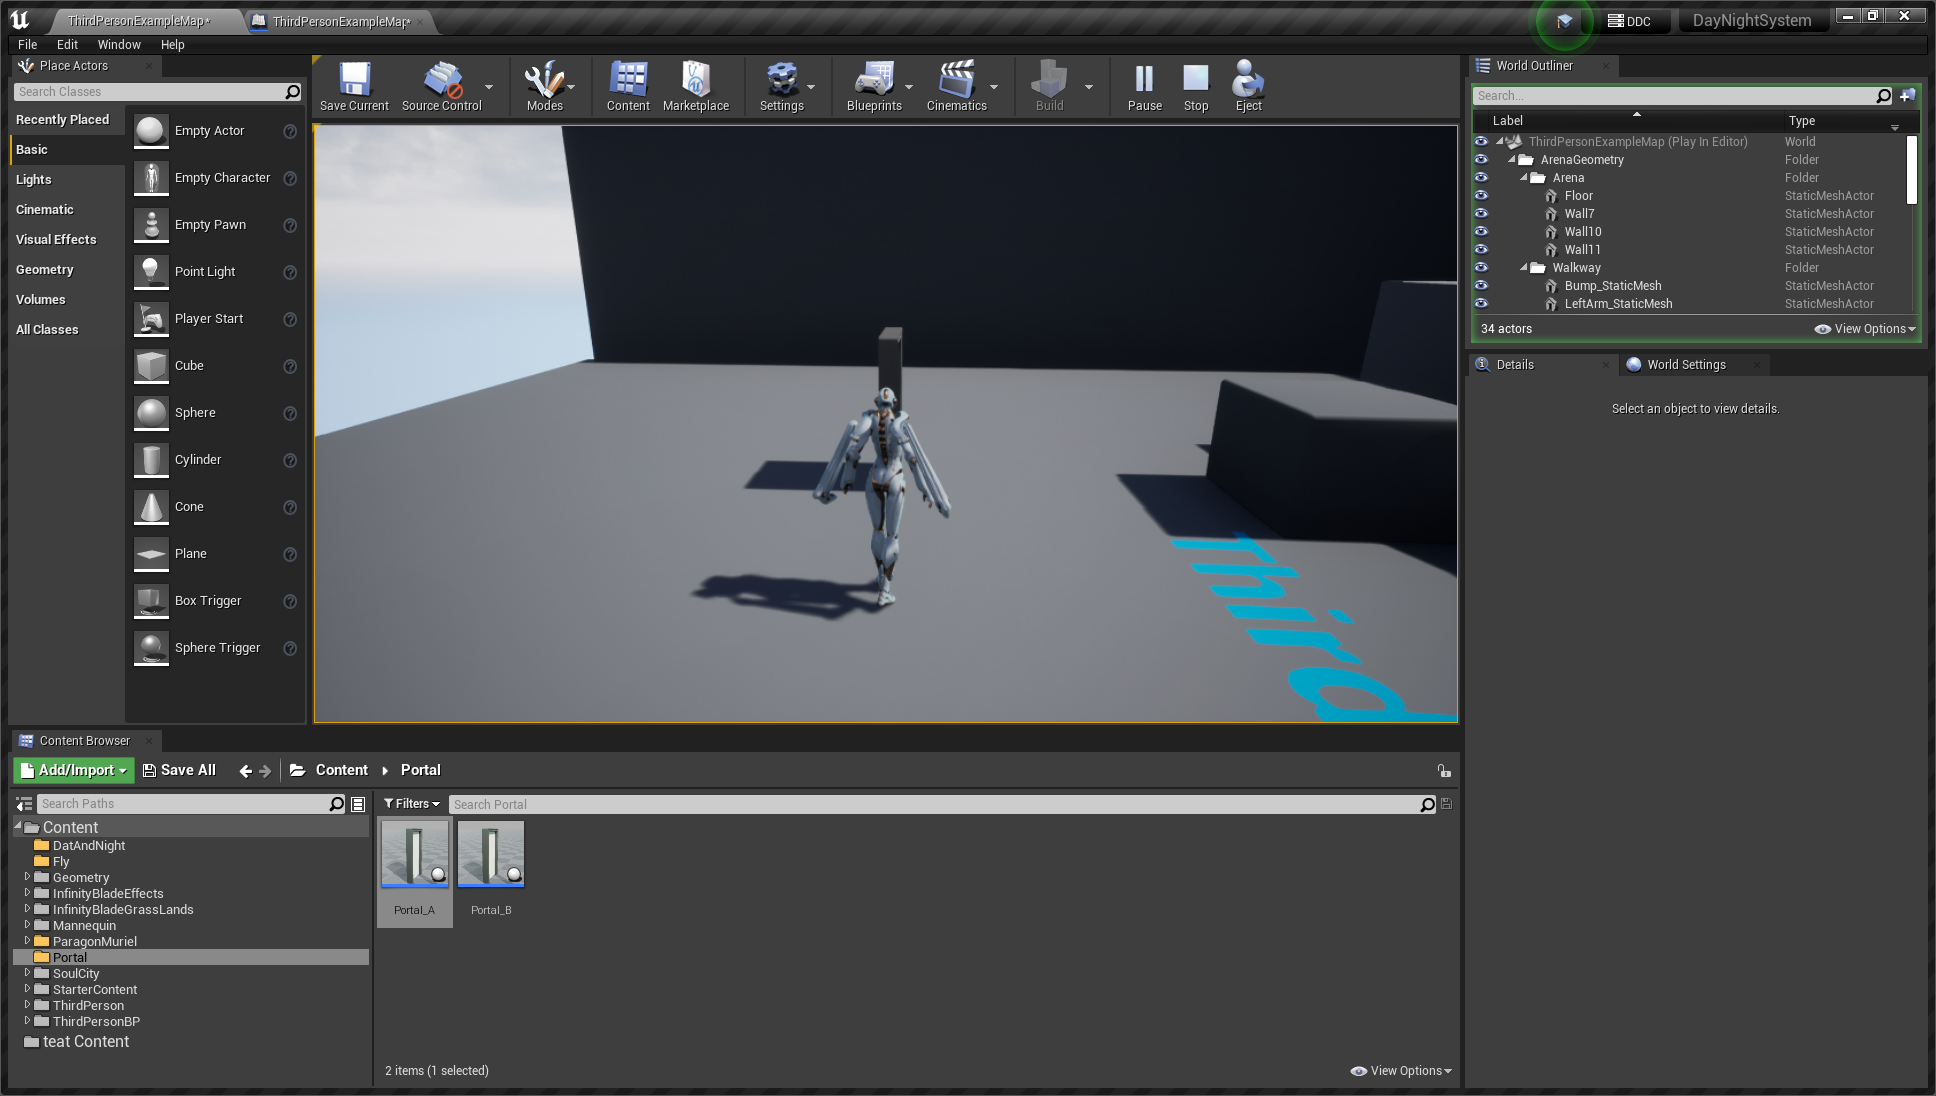 ThirdPersonExampleMap*
ThirdPersonExampleMap*
DDC
DayNightSystem
File Edit Window Help
Place Actors
Search Classes
Recently Placed
Basic
Lights
Cinematic
Visual Effects
Geometry
Volumes
All Classes
Empty Actor
Empty Character
Empty Pawn
Point Light
Player Start
Cube
Sphere
Cylinder
Cone
Plane
Box Trigger
Sphere Trigger
Save Current
Source Control
Modes
Content
Marketplace
Settings
Blueprints
Cinematics
Build
Pause
Stop
Eject
Third
World Outliner
Search...
Label Type
ThirdPersonExampleMap (Play In Editor) World
ArenaGeometry Folder
Arena Folder
Floor StaticMeshActor
Wall7 StaticMeshActor
Wall10 StaticMeshActor
Wall11 StaticMeshActor
Walkway Folder
Bump_StaticMesh StaticMeshActor
LeftArm_StaticMesh StaticMeshActor
34 actors View Options
Details
World Settings
Select an object to view details.
Content Browser
Add/Import Save All Content Portal
Search Paths
Content
DatAndNight
Fly
Geometry
InfinityBladeEffects
InfinityBladeGrassLands
Mannequin
ParagonMuriel
Portal
SoulCity
StarterContent
ThirdPerson
ThirdPersonBP
teat Content
Filters Search Portal
Portal_A Portal_B
2 items (1 selected) View Options